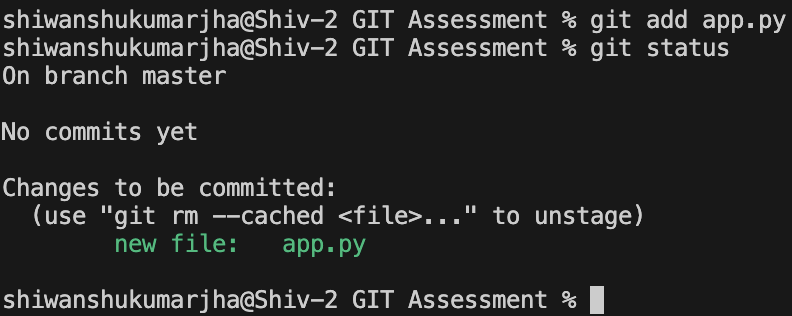 shiwanshukumarjha@Shiv-2 GIT Assessment % git add app.py
shiwanshukumarjha@Shiv-2 GIT Assessment % git status
On branch master
No commits yet
Changes to be committed:
  (use "git rm --cached <file>..." to unstage)
        new file:   app.py
shiwanshukumarjha@Shiv-2 GIT Assessment %